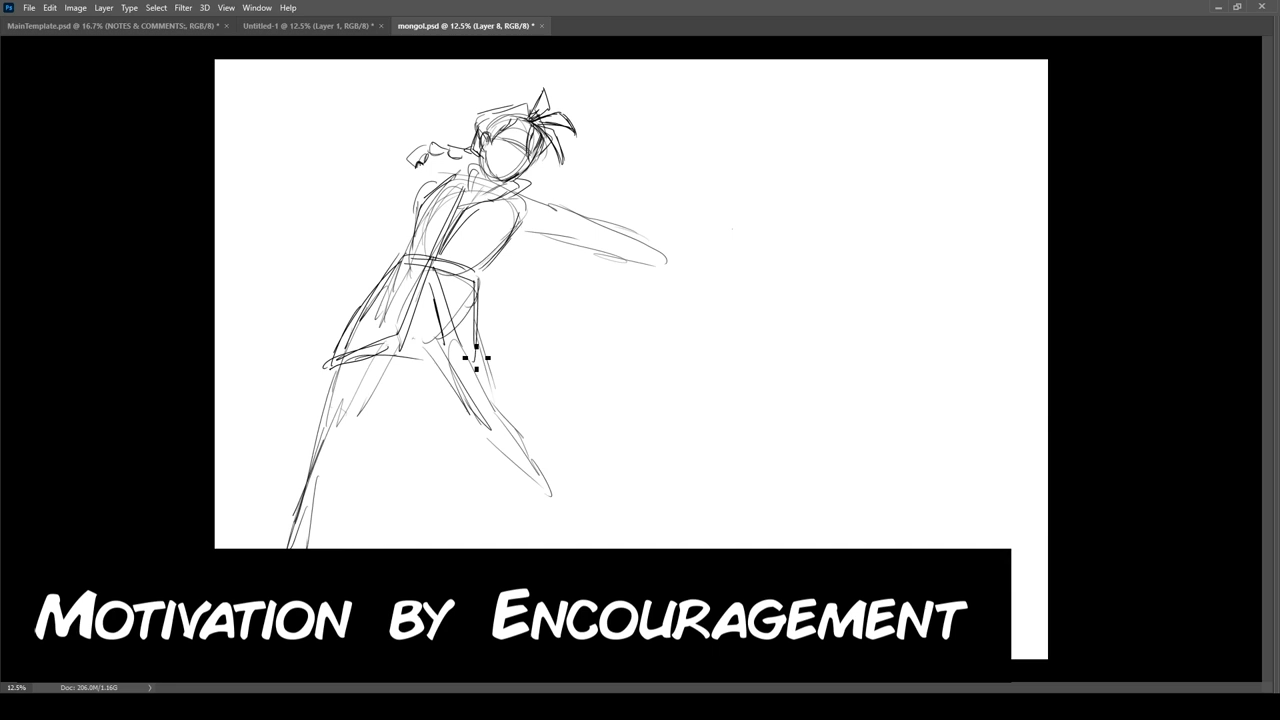 Ps File Edit Image Layer Type Select Filter 3D View Window Help
MainTemplate.psd @ 16.7% (NOTES & COMMENTS:, RGB/8) * × Untitled-1 @ 12.5% (Layer 1, RGB/8) * × mongol.psd @ 12.5% (Layer 8, RGB/8) * ×
MOTIVATION BY ENCOURAGEMENT
12.5% Doc: 206.0M/1.16G